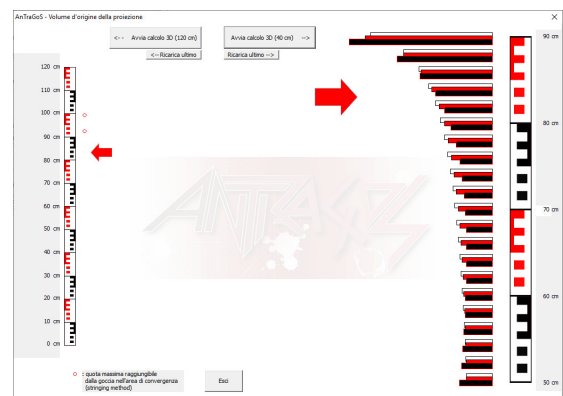 AnTraGoS - Volume d'origine della proiezione
<-- Avvia calcolo 3D (120 cm)
Avvia calcolo 3D (40 cm) -->
<-- Ricarica ultimo
Ricarica ultimo -->
120 cm
110 cm
100 cm
90 cm
80 cm
70 cm
60 cm
50 cm
40 cm
30 cm
20 cm
10 cm
0 cm
90 cm
80 cm
70 cm
60 cm
50 cm
: quota massima raggiungibile
dalla goccia nell'area di convergenza
(stringing method)
Esci